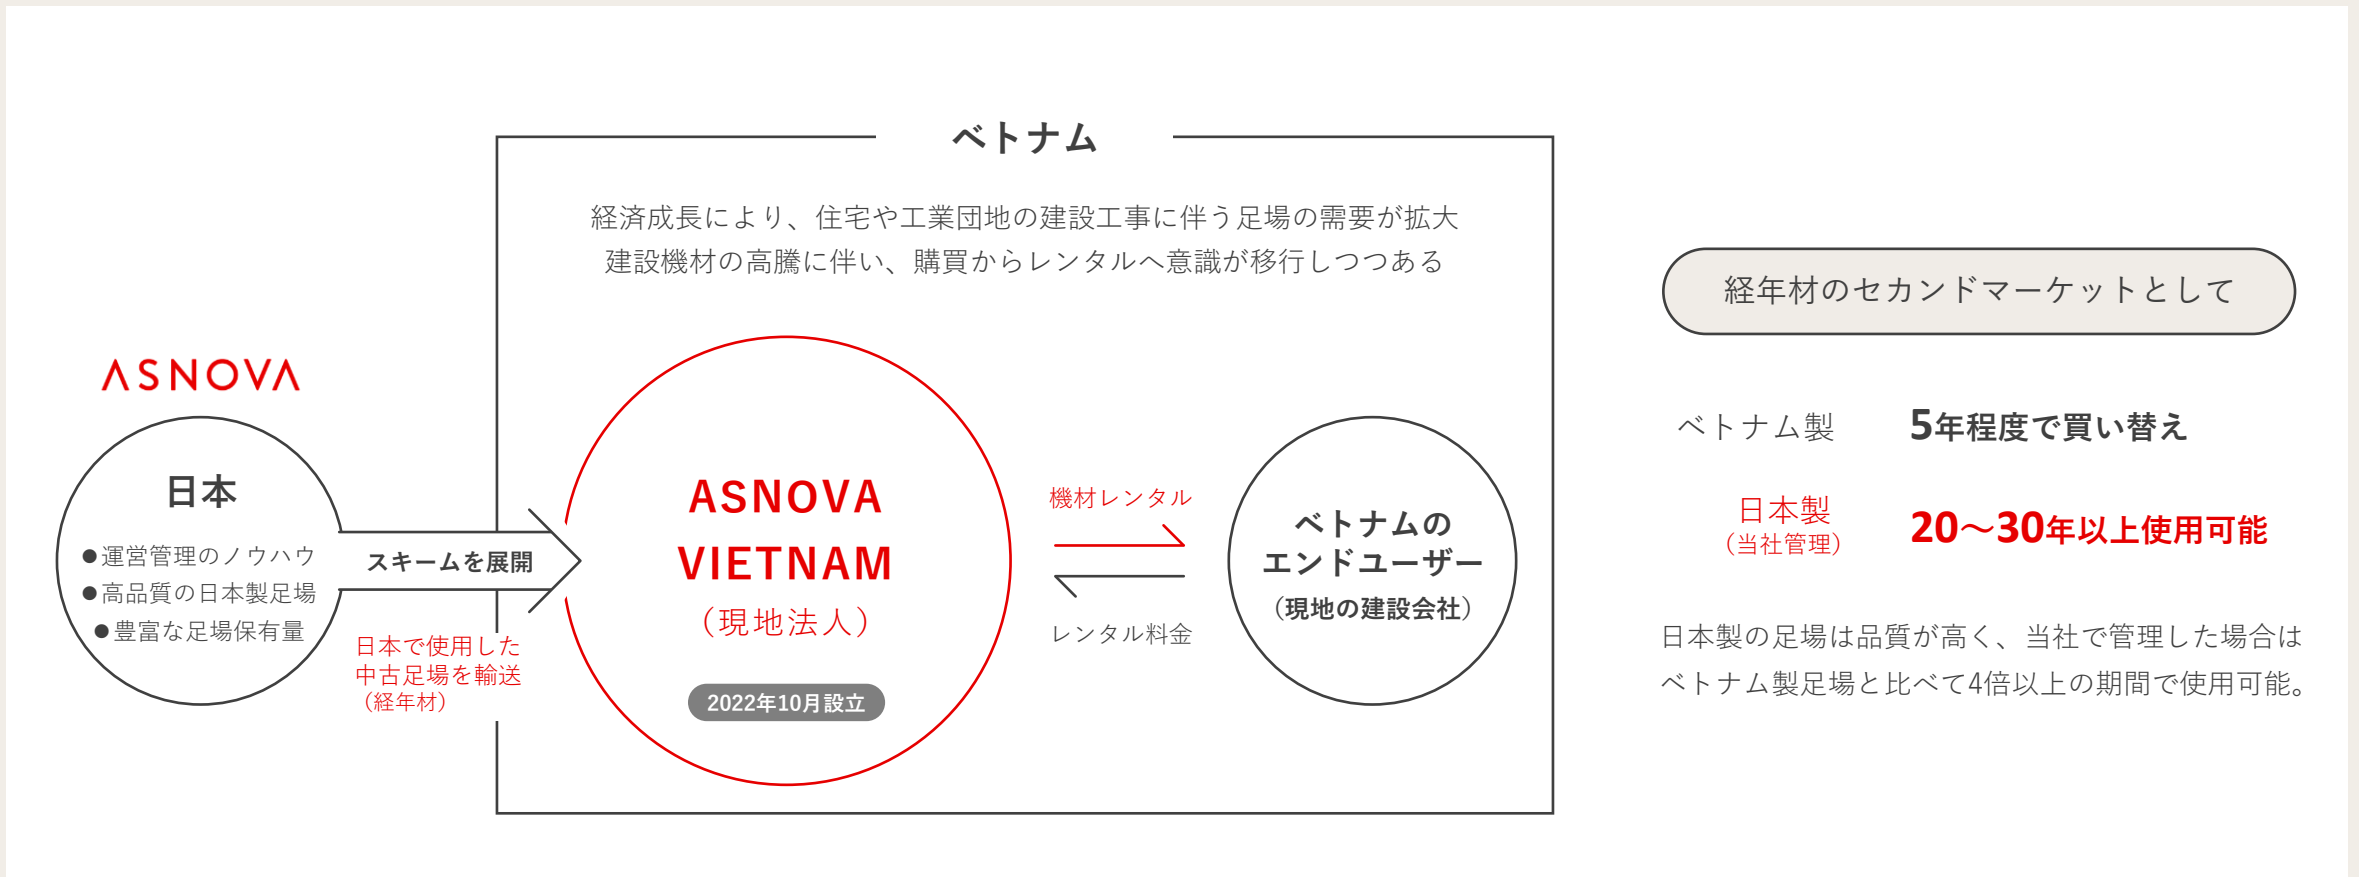 ベトナム
経済成長により、住宅や工業団地の建設工事に伴う足場の需要が拡大
建設機材の高騰に伴い、購買からレンタルへ意識が移行しつつある
ASNOVA
日本
●運営管理のノウハウ
●高品質の日本製足場
●豊富な足場保有量
スキームを展開
日本で使用した
中古足場を輸送
（経年材）
ASNOVA
VIETNAM
（現地法人）
2022年10月設立
機材レンタル
レンタル料金
ベトナムの
エンドユーザー
（現地の建設会社）
経年材のセカンドマーケットとして
ベトナム製 5年程度で買い替え
日本製 20〜30年以上使用可能
（当社管理）
日本製の足場は品質が高く、当社で管理した場合は
ベトナム製足場と比べて4倍以上の期間で使用可能。